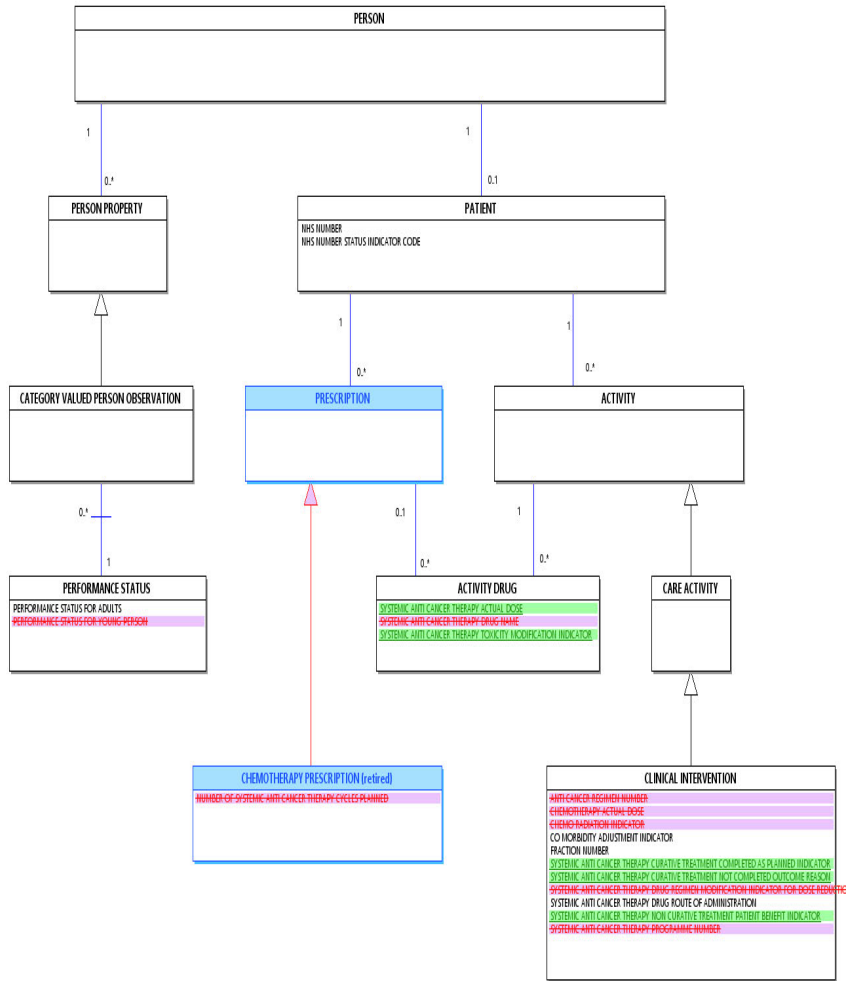 PERSON
1
1
0..*
0..1
PERSON PROPERTY
PATIENT
NHS NUMBER
NHS NUMBER STATUS INDICATOR CODE
1
1
0..*
0..*
CATEGORY VALUED PERSON OBSERVATION
PRESCRIPTION
ACTIVITY
0..*
0..1
1
1
0..*
0..*
PERFORMANCE STATUS
ACTIVITY DRUG
CARE ACTIVITY
PERFORMANCE STATUS FOR ADULTS
PERFORMANCE STATUS FOR YOUNG PERSON
SYSTEMIC ANTI CANCER THERAPY ACTUAL DOSE
SYSTEMIC ANTI CANCER THERAPY DRUG NAME
SYSTEMIC ANTI CANCER THERAPY TOXICITY MODIFICATION INDICATOR
CHEMOTHERAPY PRESCRIPTION (retired)
NUMBER OF SYSTEMIC ANTI CANCER THERAPY CYCLES PLANNED
CLINICAL INTERVENTION
ANTI CANCER REGIMEN NUMBER
CHEMOTHERAPY ACTUAL DOSE
CHEMO RADIATION INDICATOR
CO MORBIDITY ADJUSTMENT INDICATOR
FRACTION NUMBER
SYSTEMIC ANTI CANCER THERAPY CURATIVE TREATMENT COMPLETED AS PLANNED INDICATOR
SYSTEMIC ANTI CANCER THERAPY CURATIVE TREATMENT NOT COMPLETED OUTCOME REASON
SYSTEMIC ANTI CANCER THERAPY DRUG REGIMEN MODIFICATION INDICATOR FOR DOSE REDUCTIO
SYSTEMIC ANTI CANCER THERAPY DRUG ROUTE OF ADMINISTRATION
SYSTEMIC ANTI CANCER THERAPY NON CURATIVE TREATMENT PATIENT BENEFIT INDICATOR
SYSTEMIC ANTI CANCER THERAPY PROGRAMME NUMBER